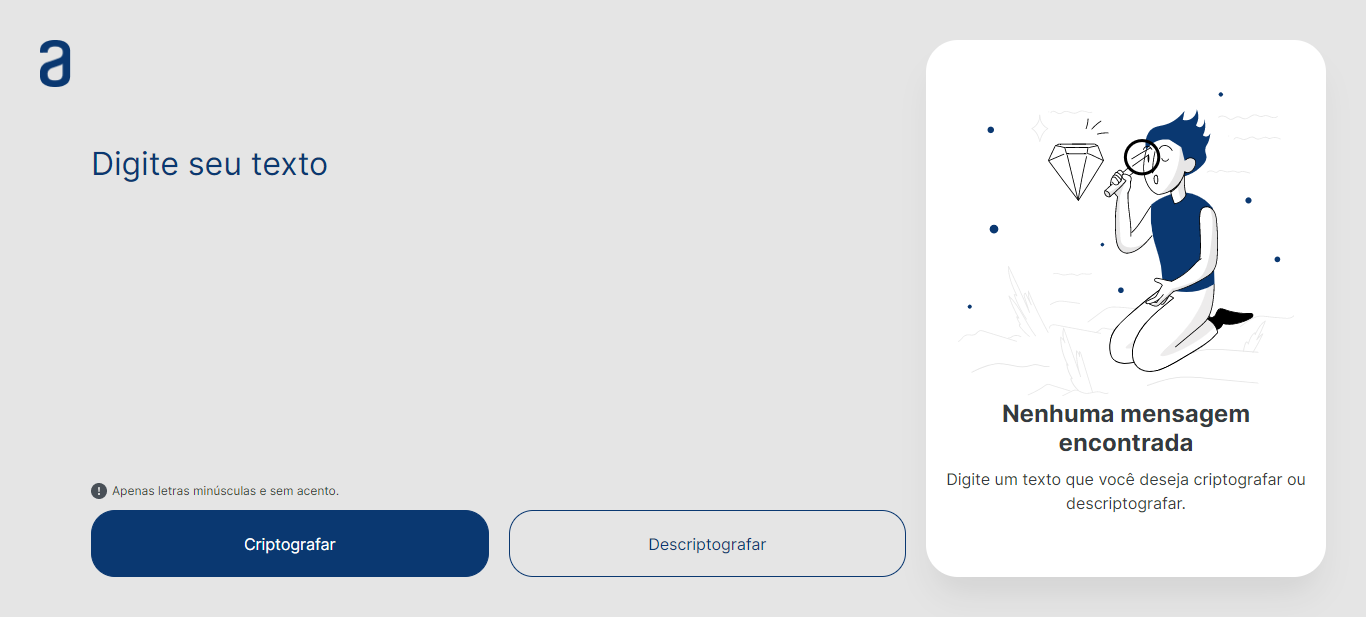 a
Digite seu texto
Apenas letras minúsculas e sem acento.
Criptografar
Descriptografar
Nenhuma mensagem
encontrada
Digite um texto que você deseja criptografar ou
descriptografar.